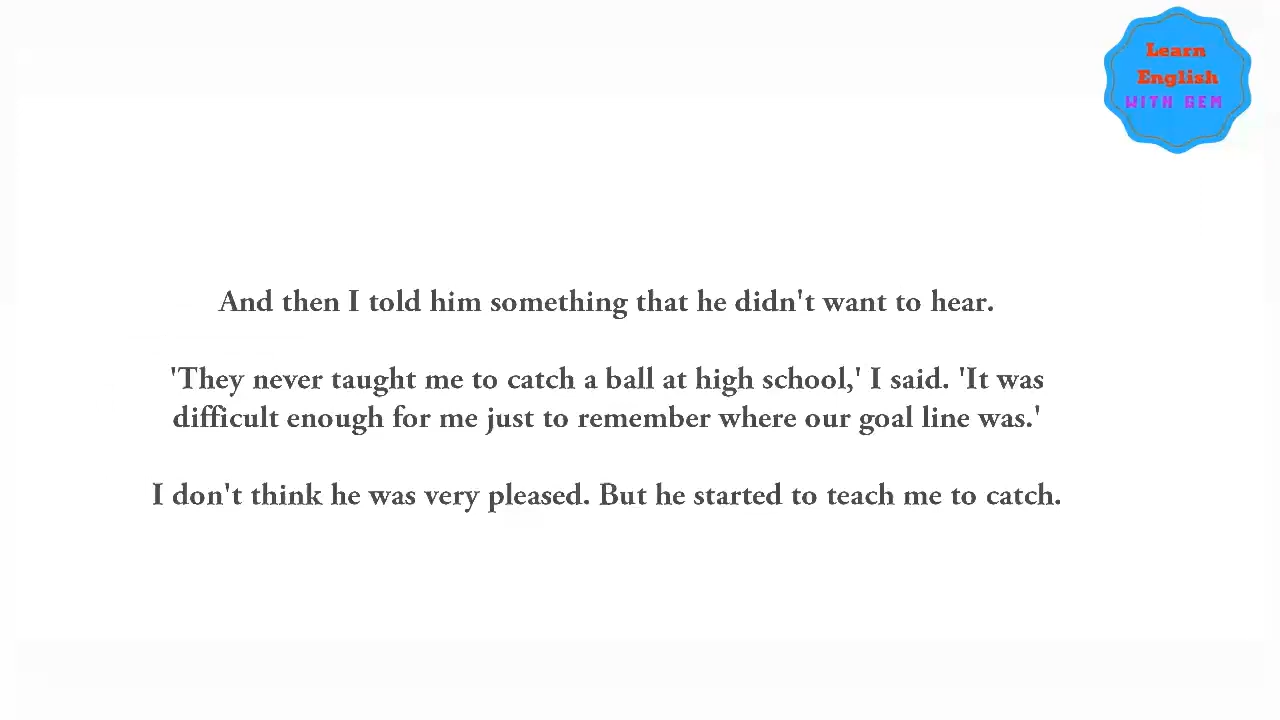 Learn
English
WITH GEM
And then I told him something that he didn't want to hear.
'They never taught me to catch a ball at high school,' I said. 'It was
difficult enough for me just to remember where our goal line was.'
I don't think he was very pleased. But he started to teach me to catch.